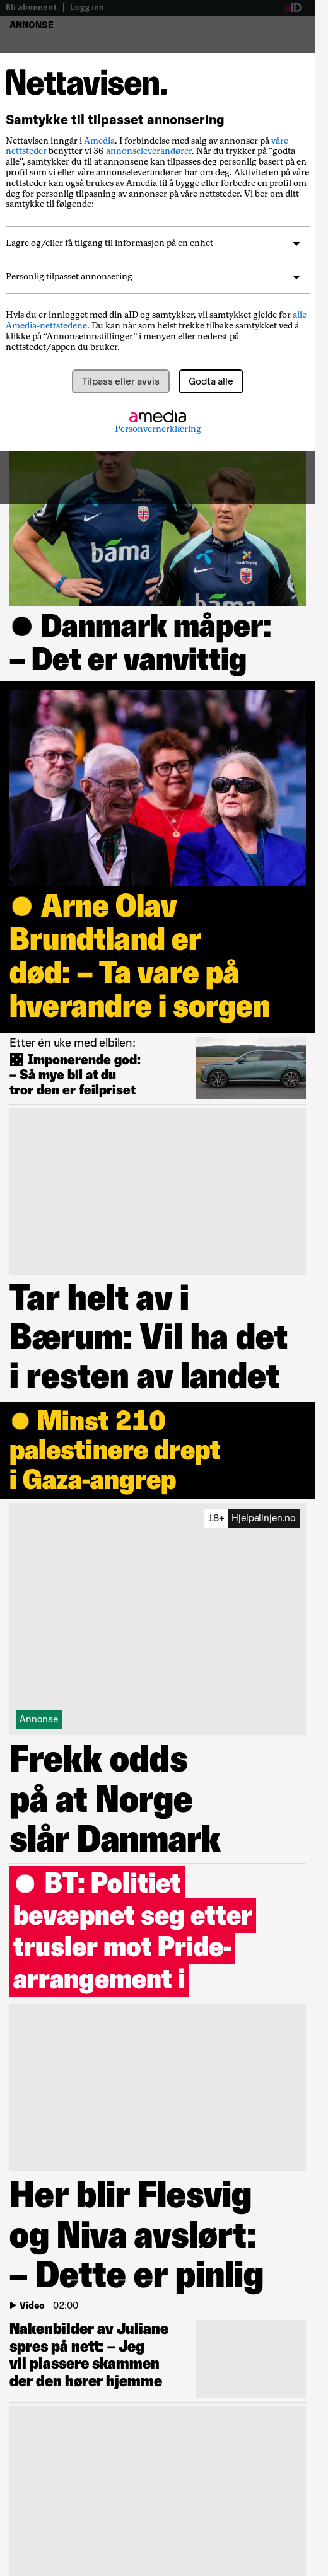 Bli abonnent | Logg inn
aID
ANNONSE
Nettavisen.
Samtykke til tilpasset annonsering
Nettavisen inngår i Amedia. I forbindelse med salg av annonser på våre
nettsteder benytter vi 36 annonseleverandører. Når du trykker på "godta
alle", samtykker du til at annonser kan tilpasses deg personlig basert på en
profil som vi eller våre annonseleverandører har om deg. Aktiviteten på våre
nettsteder kan også brukes av Amedia til å bygge eller forbedre en profil om
deg for personlig tilpasning av annonser på våre nettsteder. Vi ber om ditt
samtykke til følgende:
Lagre og/eller få tilgang til informasjon på en enhet
Personlig tilpasset annonsering
Hvis du er innlogget med din aID og samtykker, vil samtykket gjelde for alle
Amedia-nettstedene. Du kan når som helst trekke tilbake samtykket ved å
klikke på “Annonseinnstillinger” i menyen eller nederst på
nettstedet/appen du bruker.
Tilpass eller avvis
Godta alle
amedia
Personvernerklæring
Norsk Tipping
Norsk Tipping
bama
bama
● Danmark måper:
– Det er vanvittig
● Arne Olav
Brundtland er
død: – Ta vare på
hverandre i sorgen
Etter én uke med elbilen:
Imponerende god:
– Så mye bil at du
tror den er feilpriset
Tar helt av i
Bærum: Vil ha det
i resten av landet
● Minst 210
palestinere drept
i Gaza-angrep
18+ Hjelpelinjen.no
Annonse
Frekk odds
på at Norge
slår Danmark
● BT: Politiet
bevæpnet seg etter
trusler mot Pride-
arrangement i
Her blir Flesvig
og Niva avslørt:
– Dette er pinlig
Video | 02:00
Nakenbilder av Juliane
spres på nett: – Jeg
vil plassere skammen
der den hører hjemme